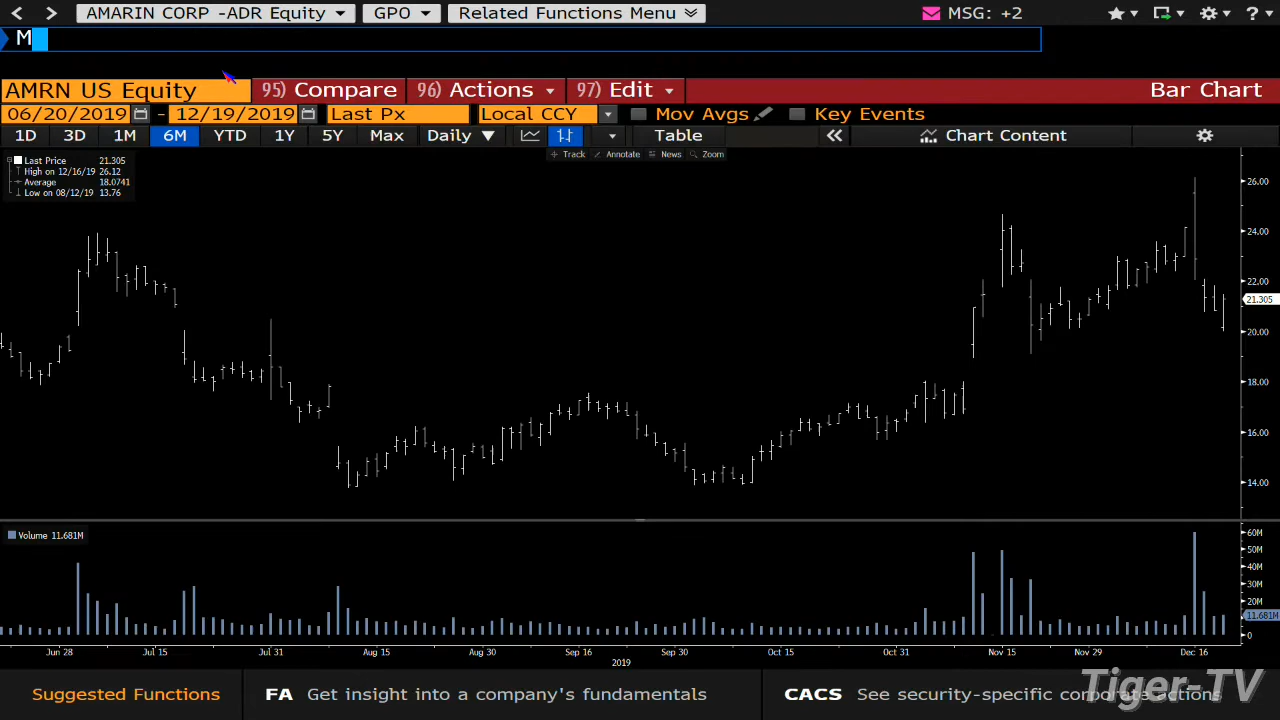 AMARIN CORP -ADR Equity GPO Related Functions Menu MSG: +2 ?
M
AMRN US Equity 95) Compare 96) Actions 97) Edit Bar Chart
06/20/2019 - 12/19/2019 Last Px Local CCY Mov Avgs Key Events
1D 3D 1M 6M YTD 1Y 5Y Max Daily Table Chart Content
Track Annotate News Zoom
Last Price 21.305
High on 12/16/19 26.12
Average 18.0741
Low on 08/12/19 13.76
26.00
24.00
22.00
21.305
20.00
18.00
16.00
14.00
Volume 11.681M
60M
50M
40M
30M
20M
11.681M
0
Jun 28 Jul 15 Jul 31 Aug 15 Aug 30 Sep 16 Sep 30 Oct 15 Oct 31 Nov 15 Nov 29 Dec 16
2019
Suggested Functions FA Get insight into a company's fundamentals CACS See security-specific corporate actions
Tiger-TV